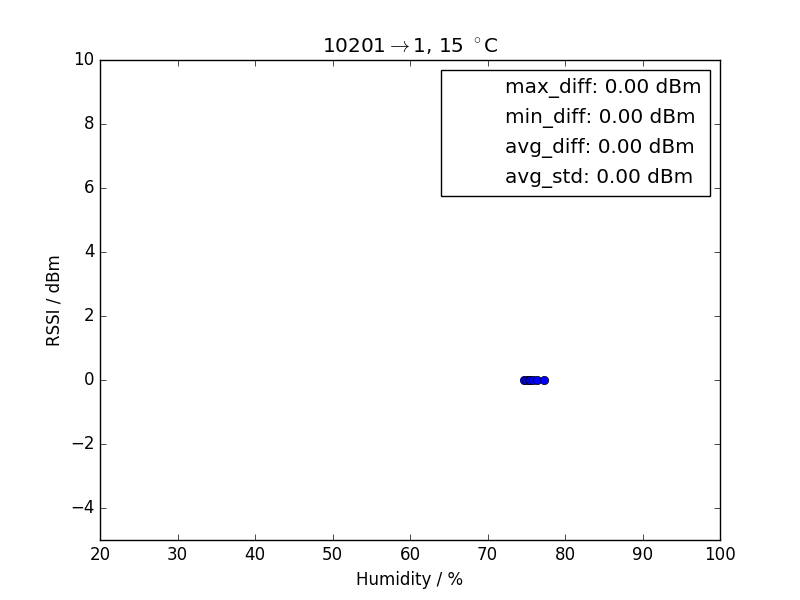 10201→1, 15 °C
max_diff: 0.00 dBm
min_diff: 0.00 dBm
avg_diff: 0.00 dBm
avg_std: 0.00 dBm
10
8
6
4
2
0
−2
−4
RSSI / dBm
20 30 40 50 60 70 80 90 100
Humidity / %